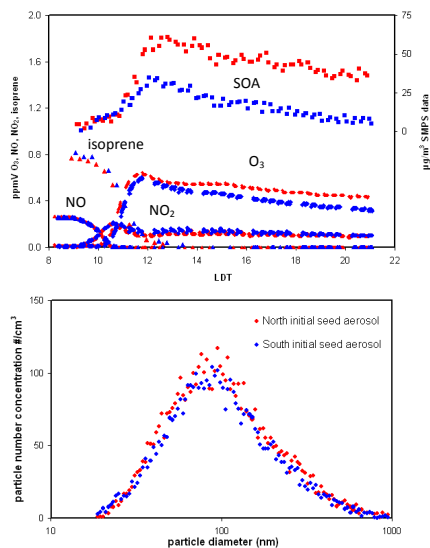 2.0
1.6
1.2
0.8
0.4
0.0
ppmV O₃, NO, NO₂, isoprene
75
50
25
0
µg/m³ SMPS data
SOA
isoprene
O₃
NO
NO₂
8
10
12
14
16
18
20
22
LDT
150
100
50
0
particle number concentration #/cm³
North initial seed aerosol
South initial seed aerosol
10
100
1000
particle diameter (nm)